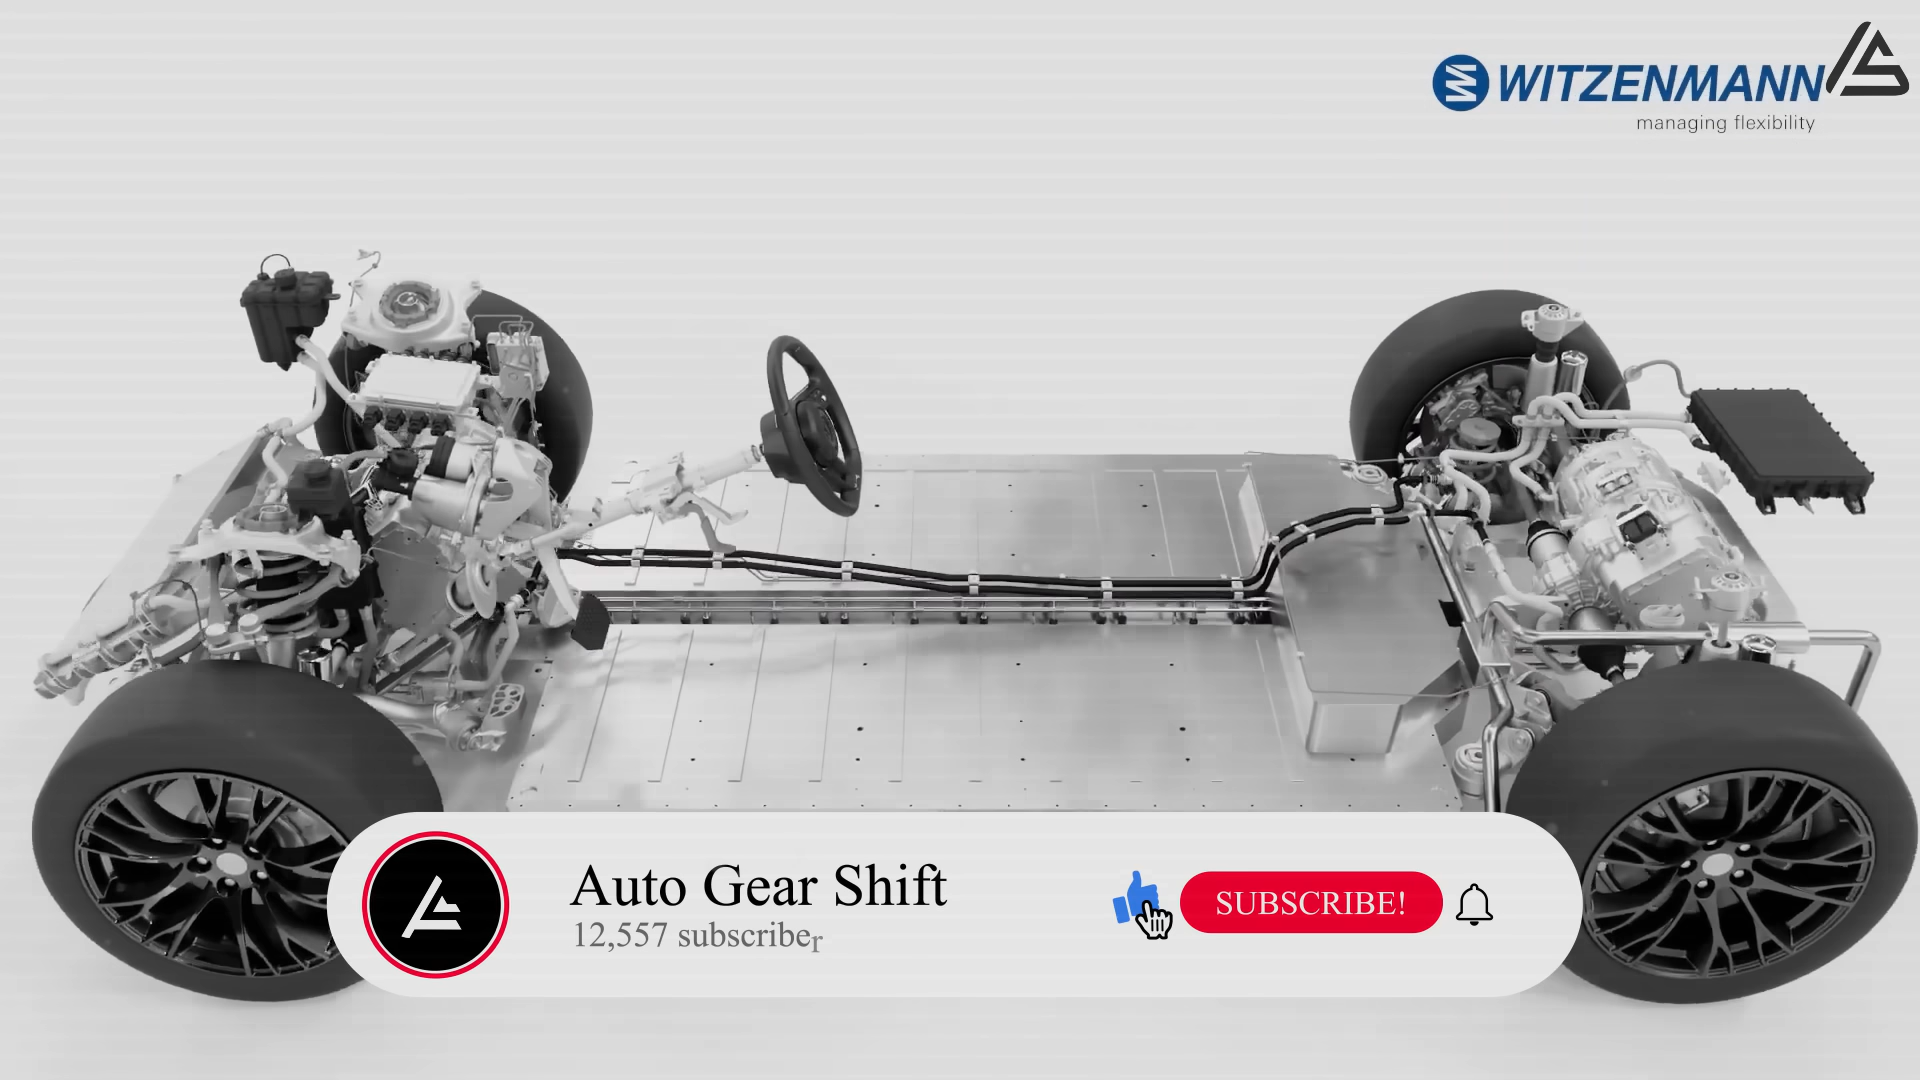 WITZENMANN
managing flexibility
Auto Gear Shift
12,557 subscriber
SUBSCRIBE!